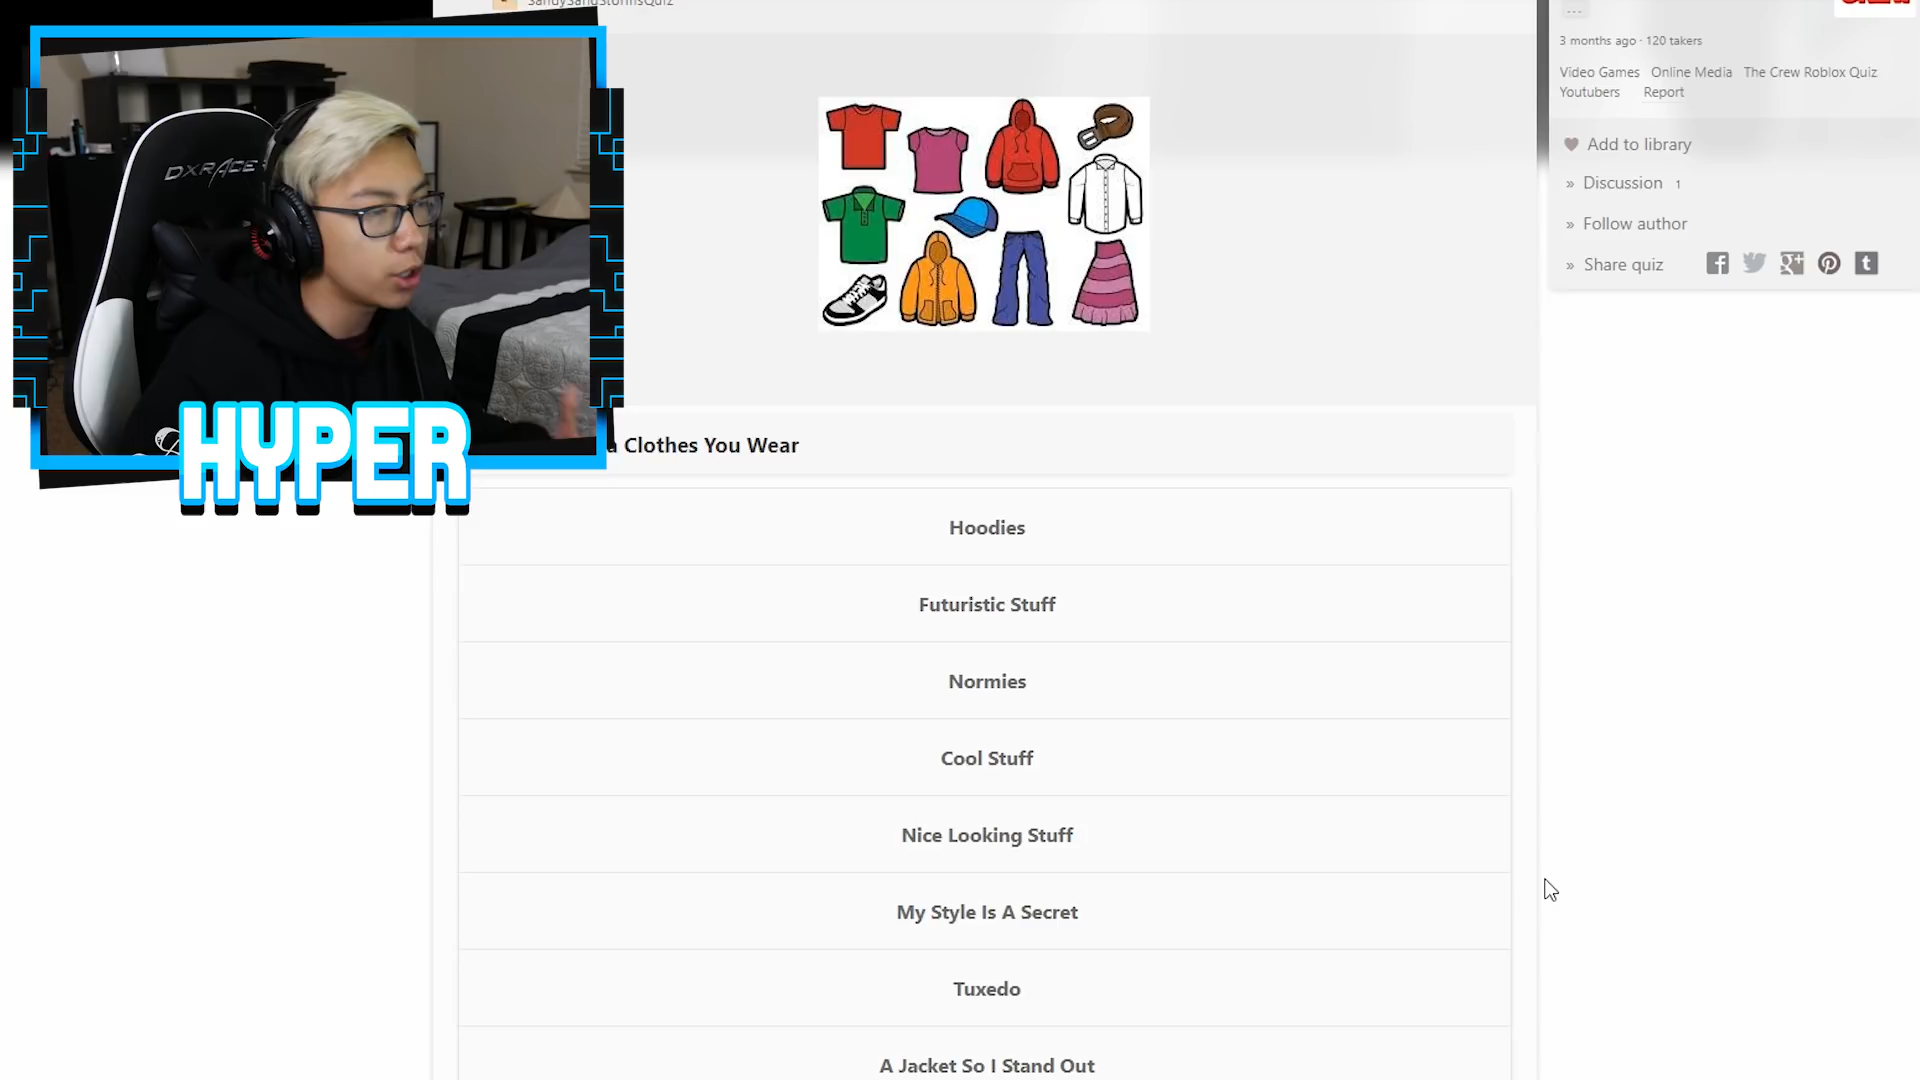 SandySandStormsQuiz
...
3 months ago · 120 takers
Video Games Online Media The Crew Roblox Quiz
Youtubers Report
Add to library
» Discussion 1
» Follow author
» Share quiz
DXRACE
HYPER
a Clothes You Wear
Hoodies
Futuristic Stuff
Normies
Cool Stuff
Nice Looking Stuff
My Style Is A Secret
Tuxedo
A Jacket So I Stand Out